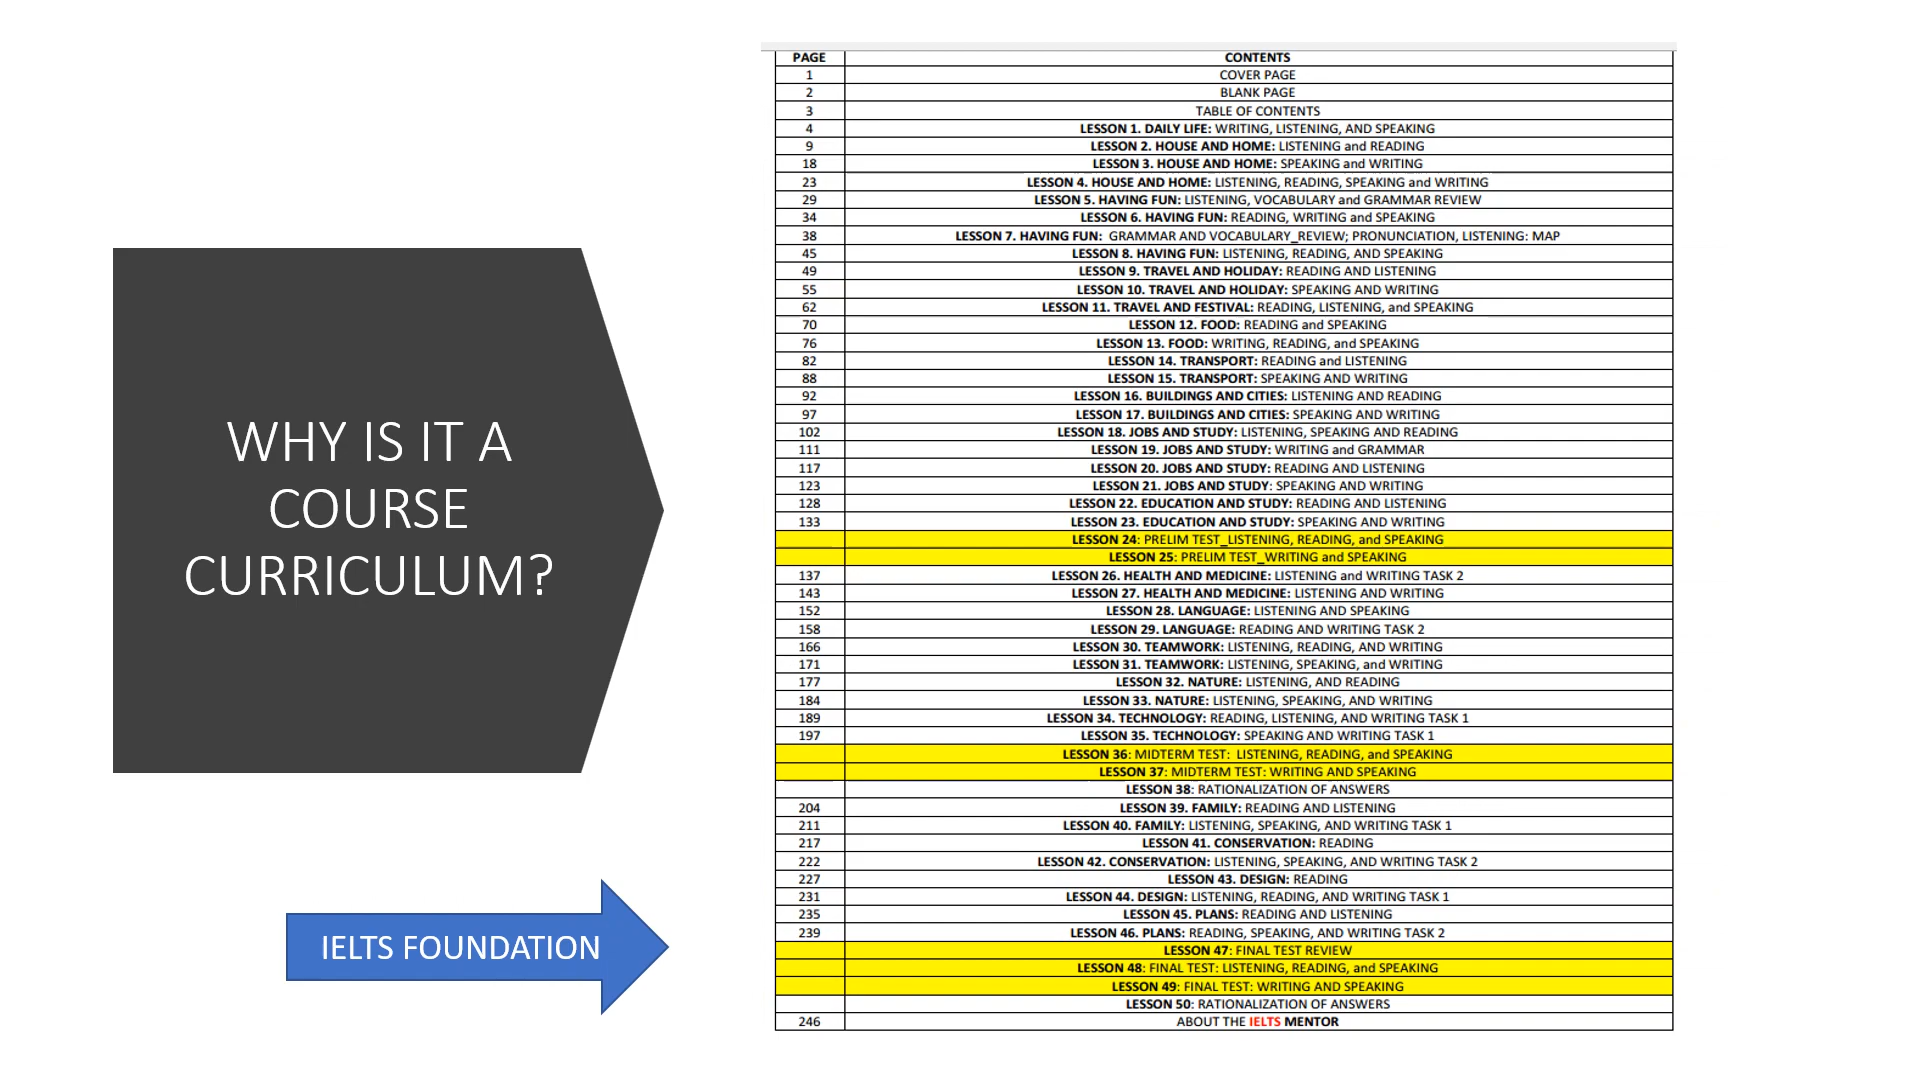 WHY IS IT A
COURSE
CURRICULUM?
IELTS FOUNDATION
PAGE CONTENTS
1 COVER PAGE
2 BLANK PAGE
3 TABLE OF CONTENTS
4 LESSON 1. DAILY LIFE: WRITING, LISTENING, AND SPEAKING
9 LESSON 2. HOUSE AND HOME: LISTENING and READING
18 LESSON 3. HOUSE AND HOME: SPEAKING and WRITING
23 LESSON 4. HOUSE AND HOME: LISTENING, READING, SPEAKING and WRITING
29 LESSON 5. HAVING FUN: LISTENING, VOCABULARY and GRAMMAR REVIEW
34 LESSON 6. HAVING FUN: READING, WRITING and SPEAKING
38 LESSON 7. HAVING FUN: GRAMMAR AND VOCABULARY_REVIEW; PRONUNCIATION, LISTENING: MAP
45 LESSON 8. HAVING FUN: LISTENING, READING, AND SPEAKING
49 LESSON 9. TRAVEL AND HOLIDAY: READING AND LISTENING
55 LESSON 10. TRAVEL AND HOLIDAY: SPEAKING AND WRITING
62 LESSON 11. TRAVEL AND FESTIVAL: READING, LISTENING, and SPEAKING
70 LESSON 12. FOOD: READING and SPEAKING
76 LESSON 13. FOOD: WRITING, READING, and SPEAKING
82 LESSON 14. TRANSPORT: READING and LISTENING
88 LESSON 15. TRANSPORT: SPEAKING AND WRITING
92 LESSON 16. BUILDINGS AND CITIES: LISTENING AND READING
97 LESSON 17. BUILDINGS AND CITIES: SPEAKING AND WRITING
102 LESSON 18. JOBS AND STUDY: LISTENING, SPEAKING AND READING
111 LESSON 19. JOBS AND STUDY: WRITING and GRAMMAR
117 LESSON 20. JOBS AND STUDY: READING AND LISTENING
123 LESSON 21. JOBS AND STUDY: SPEAKING AND WRITING
128 LESSON 22. EDUCATION AND STUDY: READING AND LISTENING
133 LESSON 23. EDUCATION AND STUDY: SPEAKING AND WRITING
LESSON 24: PRELIM TEST_LISTENING, READING, and SPEAKING
LESSON 25: PRELIM TEST_WRITING and SPEAKING
137 LESSON 26. HEALTH AND MEDICINE: LISTENING and WRITING TASK 2
143 LESSON 27. HEALTH AND MEDICINE: LISTENING AND WRITING
152 LESSON 28. LANGUAGE: LISTENING AND SPEAKING
158 LESSON 29. LANGUAGE: READING AND WRITING TASK 2
166 LESSON 30. TEAMWORK: LISTENING, READING, AND WRITING
171 LESSON 31. TEAMWORK: LISTENING, SPEAKING, and WRITING
177 LESSON 32. NATURE: LISTENING, AND READING
184 LESSON 33. NATURE: LISTENING, SPEAKING, AND WRITING
189 LESSON 34. TECHNOLOGY: READING, LISTENING, AND WRITING TASK 1
197 LESSON 35. TECHNOLOGY: SPEAKING AND WRITING TASK 1
LESSON 36: MIDTERM TEST: LISTENING, READING, and SPEAKING
LESSON 37: MIDTERM TEST: WRITING AND SPEAKING
LESSON 38: RATIONALIZATION OF ANSWERS
204 LESSON 39. FAMILY: READING AND LISTENING
211 LESSON 40. FAMILY: LISTENING, SPEAKING, AND WRITING TASK 1
217 LESSON 41. CONSERVATION: READING
222 LESSON 42. CONSERVATION: LISTENING, SPEAKING, AND WRITING TASK 2
227 LESSON 43. DESIGN: READING
231 LESSON 44. DESIGN: LISTENING, READING, AND WRITING TASK 1
235 LESSON 45. PLANS: READING AND LISTENING
239 LESSON 46. PLANS: READING, SPEAKING, AND WRITING TASK 2
LESSON 47: FINAL TEST REVIEW
LESSON 48: FINAL TEST: LISTENING, READING, and SPEAKING
LESSON 49: FINAL TEST: WRITING AND SPEAKING
LESSON 50: RATIONALIZATION OF ANSWERS
246 ABOUT THE IELTS MENTOR